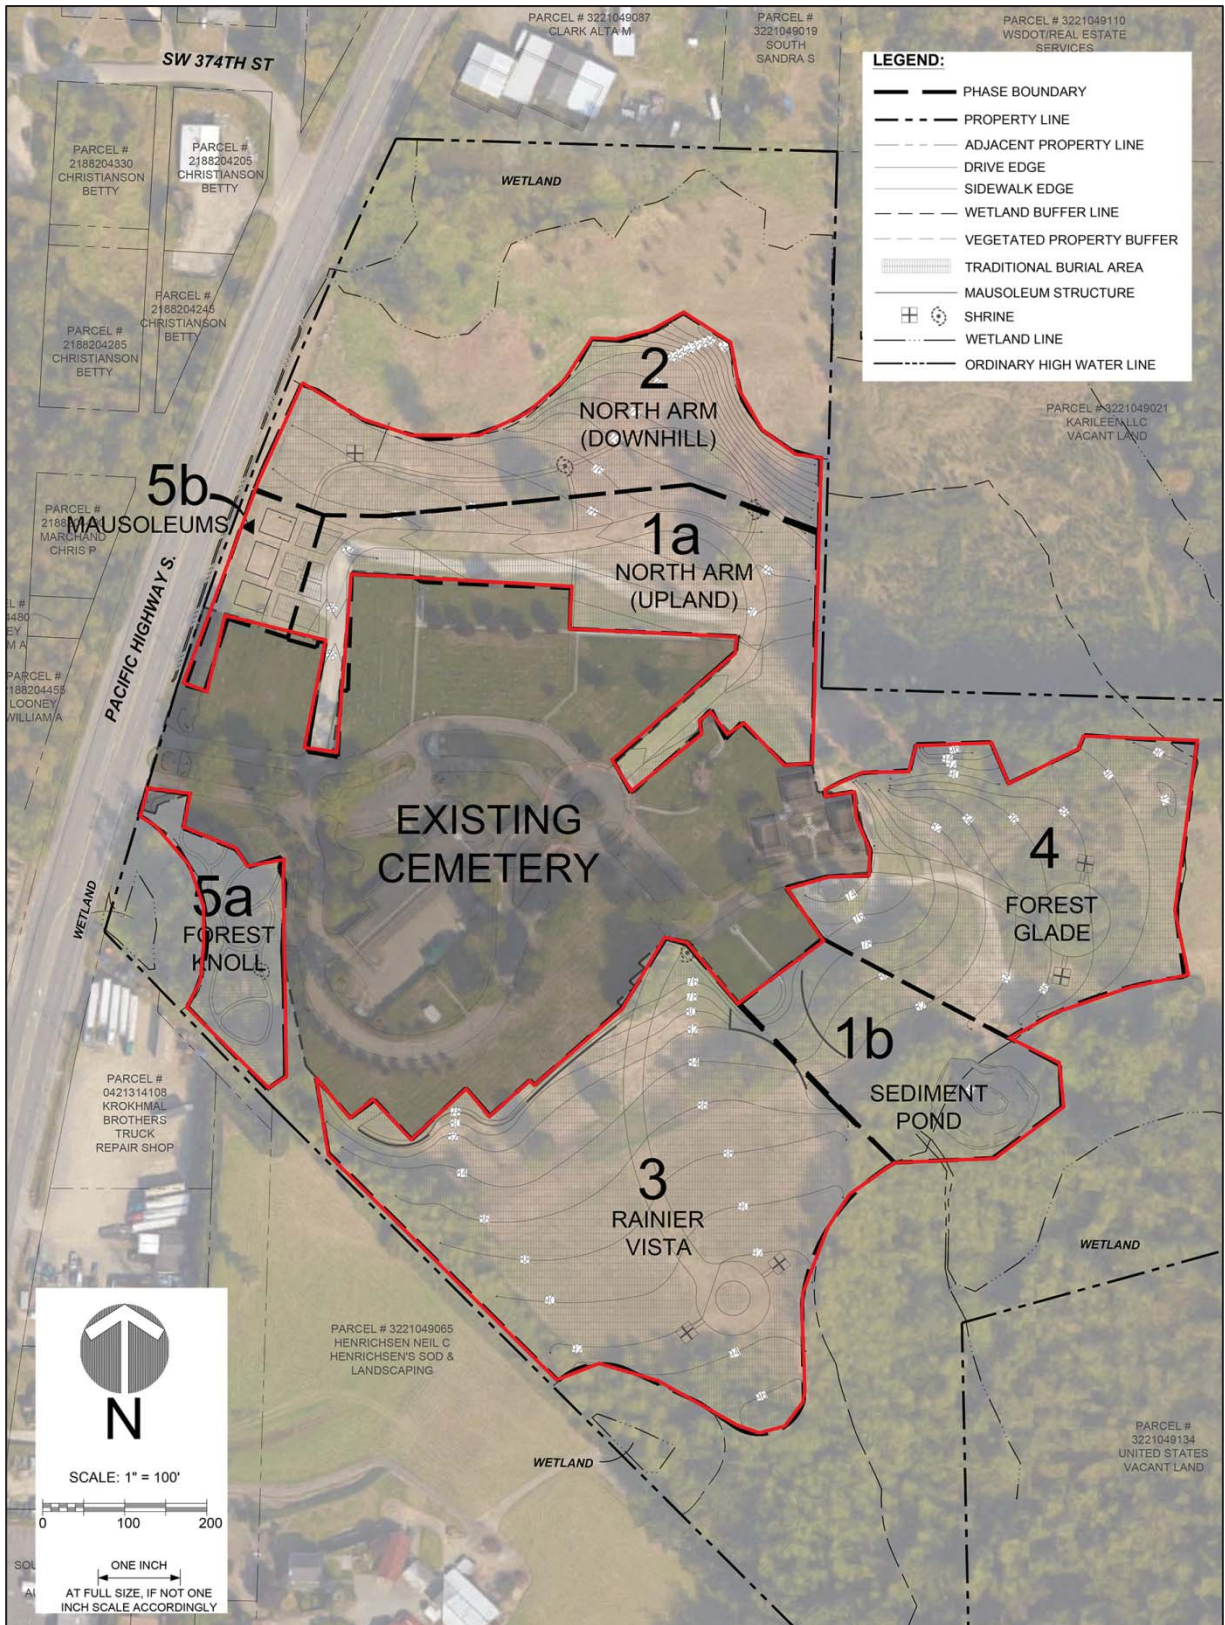 PARCEL # 3221049087
CLARK ALTA M
PARCEL #
3221049019
SOUTH
SANDRA S
PARCEL # 3221049110
WSDOT/REAL ESTATE
SERVICES
SW 374TH ST
LEGEND:
PHASE BOUNDARY
PROPERTY LINE
ADJACENT PROPERTY LINE
DRIVE EDGE
SIDEWALK EDGE
WETLAND BUFFER LINE
VEGETATED PROPERTY BUFFER
TRADITIONAL BURIAL AREA
MAUSOLEUM STRUCTURE
SHRINE
WETLAND LINE
ORDINARY HIGH WATER LINE
PARCEL #
2188204330
CHRISTIANSON
BETTY
PARCEL #
2188204205
CHRISTIANSON
BETTY
WETLAND
PARCEL #
2188204245
CHRISTIANSON
BETTY
PARCEL #
2188204285
CHRISTIANSON
BETTY
2
NORTH ARM
(DOWNHILL)
PARCEL # 3221049021
KARILEEN LLC
VACANT LAND
5b
MAUSOLEUMS
PARCEL #
MARCHAND
CHRIS P
1a
NORTH ARM
(UPLAND)
PACIFIC HIGHWAY S.
PARCEL #
2188204455
LOONEY
WILLIAM A
EXISTING
CEMETERY
4
FOREST
GLADE
WETLAND
5a
FOREST
KNOLL
1b
SEDIMENT
POND
PARCEL #
0421314108
KROKHMAL
BROTHERS
TRUCK
REPAIR SHOP
3
RAINIER
VISTA
WETLAND
PARCEL # 3221049065
HENRICHSEN NEIL C
HENRICHSEN'S SOD &
LANDSCAPING
N
SCALE: 1" = 100'
0 100 200
ONE INCH
AT FULL SIZE, IF NOT ONE
INCH SCALE ACCORDINGLY
WETLAND
PARCEL #
3221049134
UNITED STATES
VACANT LAND